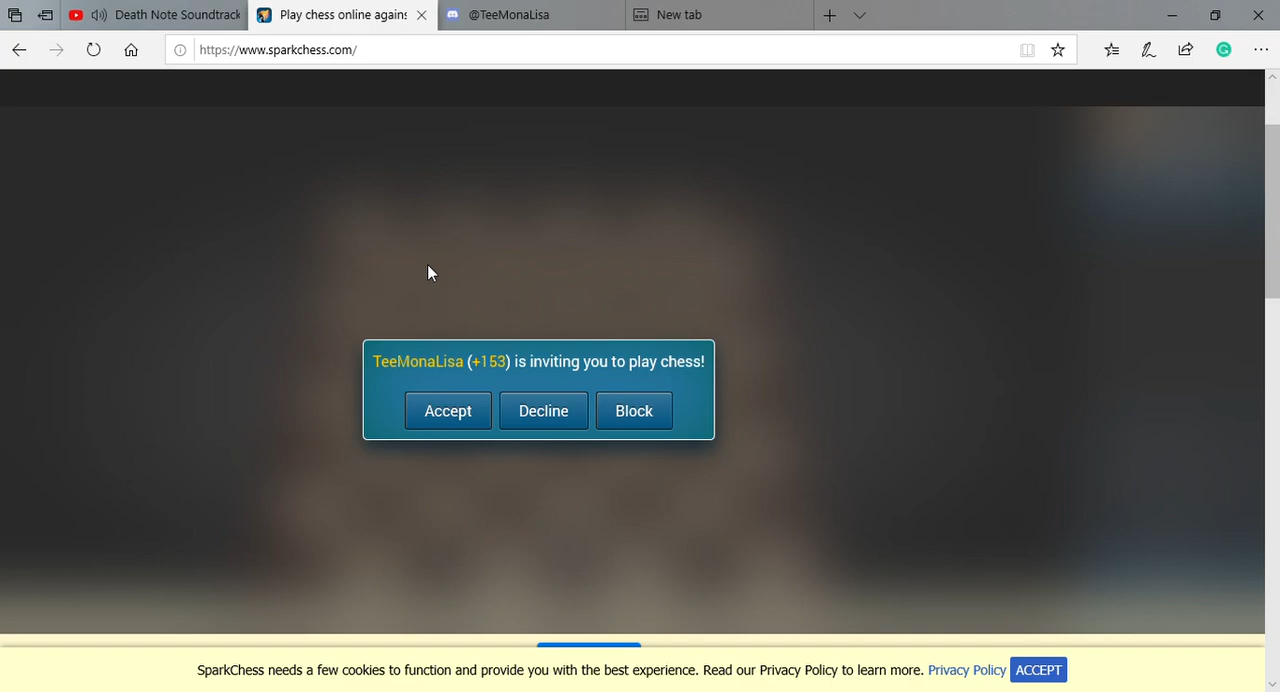 Death Note Soundtrack
Play chess online agains
@TeeMonaLisa
New tab
https://www.sparkchess.com/
TeeMonaLisa (+153) is inviting you to play chess!
Accept
Decline
Block
SparkChess needs a few cookies to function and provide you with the best experience. Read our Privacy Policy to learn more. Privacy Policy ACCEPT